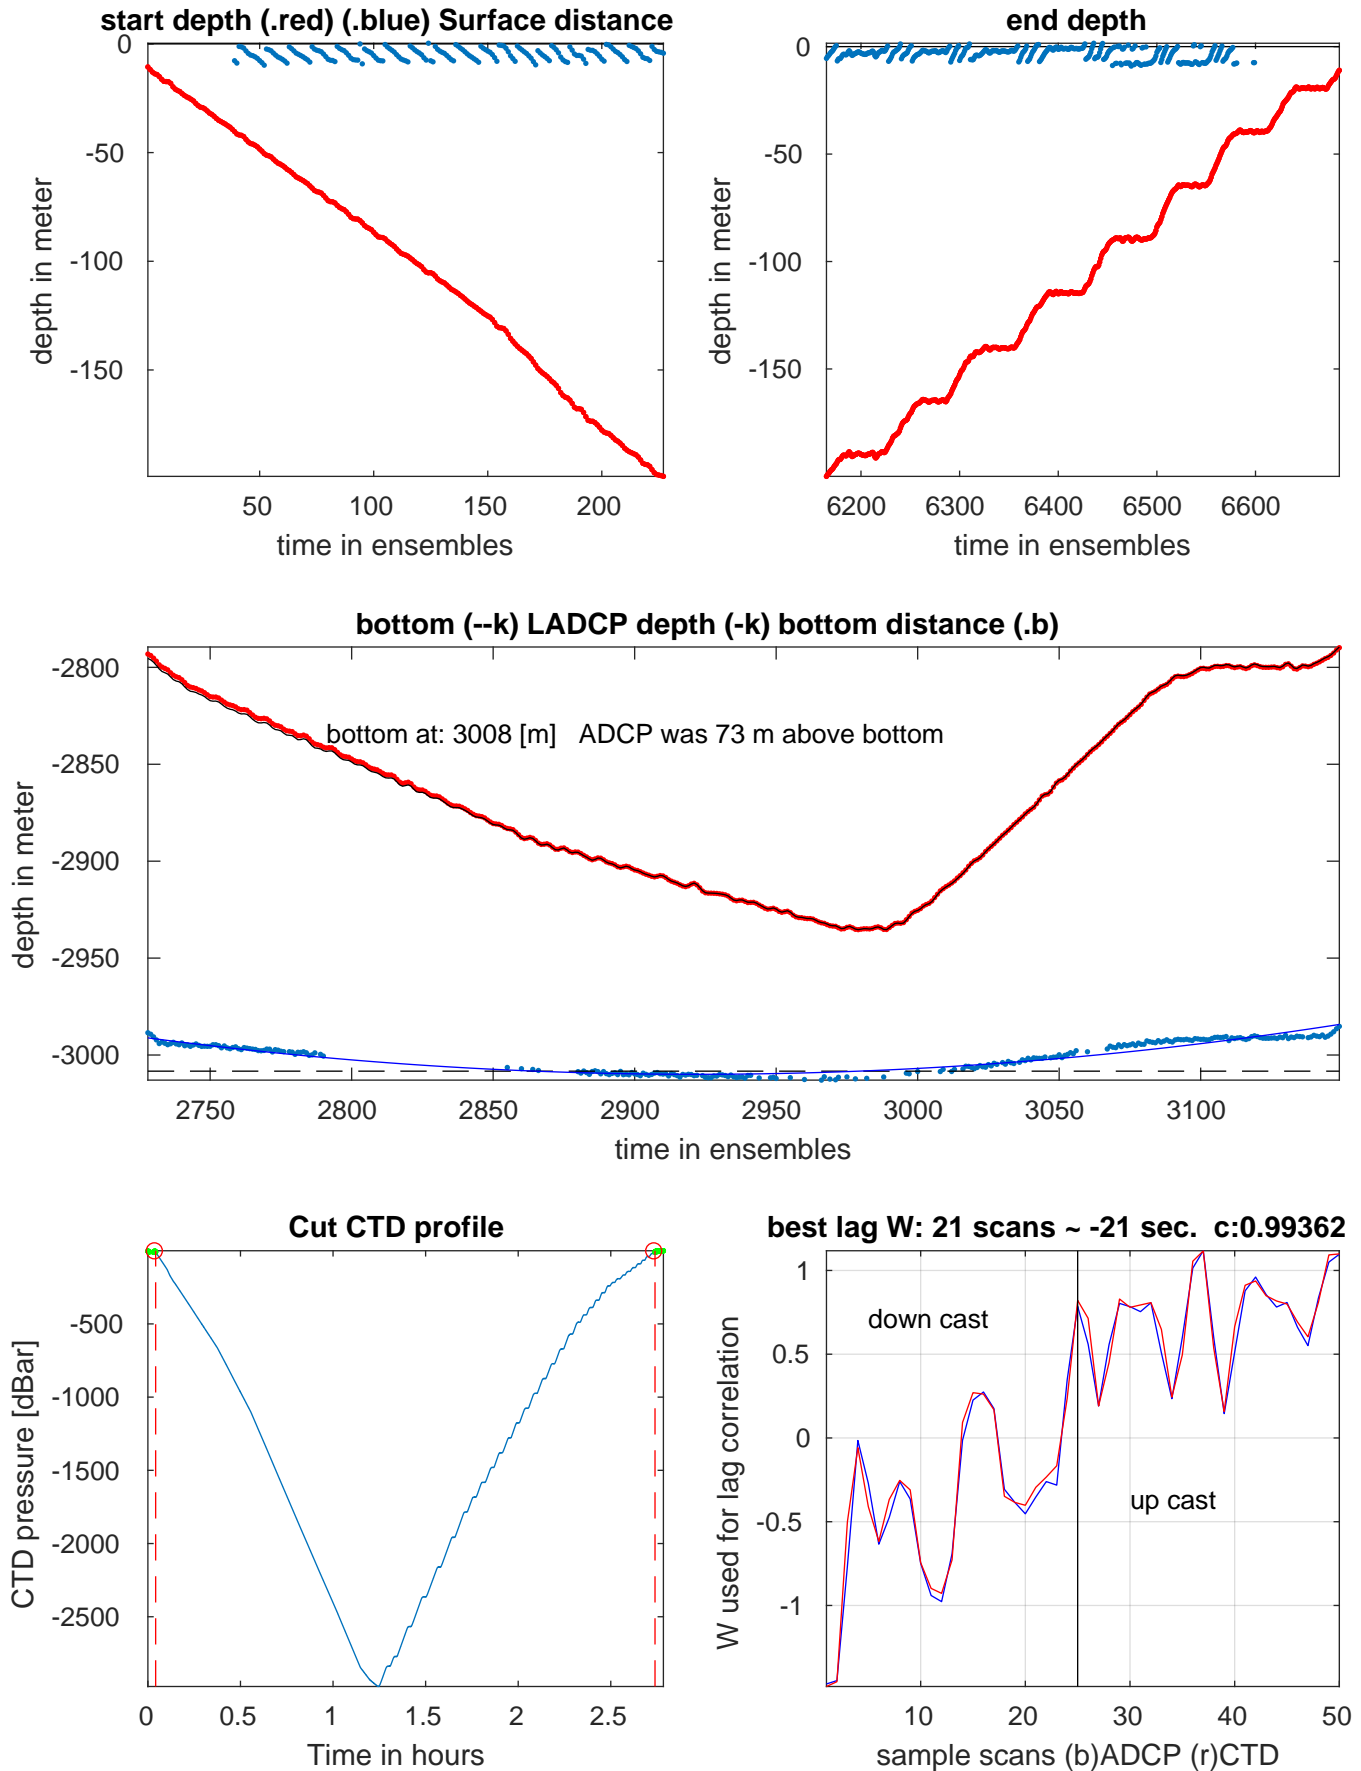 start depth (.red) (.blue) Surface distance
0
-50
-100
-150
depth in meter
50
100
150
200
time in ensembles
end depth
0
-50
-100
-150
depth in meter
6200
6300
6400
6500
6600
time in ensembles
bottom (--k) LADCP depth (-k) bottom distance (.b)
-2800
-2850
-2900
-2950
-3000
depth in meter
bottom at: 3008 [m]   ADCP was 73 m above bottom
2750
2800
2850
2900
2950
3000
3050
3100
time in ensembles
Cut CTD profile
-500
-1000
-1500
-2000
-2500
CTD pressure [dBar]
0
0.5
1
1.5
2
2.5
Time in hours
best lag W: 21 scans ~ -21 sec.  c:0.99362
1
0.5
0
-0.5
-1
W used for lag correlation
down cast
up cast
10
20
30
40
50
sample scans (b)ADCP (r)CTD